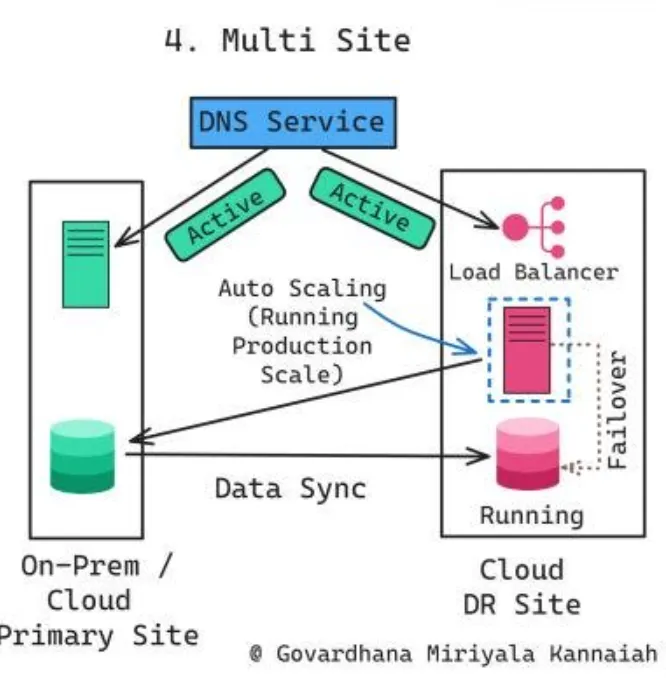 4. Multi Site
DNS Service
Active
Active
Load Balancer
Auto Scaling
(Running
Production
Scale)
Failover
Data Sync
Running
On-Prem /
Cloud
Primary Site
Cloud
DR Site
@ Govardhana Miriyala Kannaiah